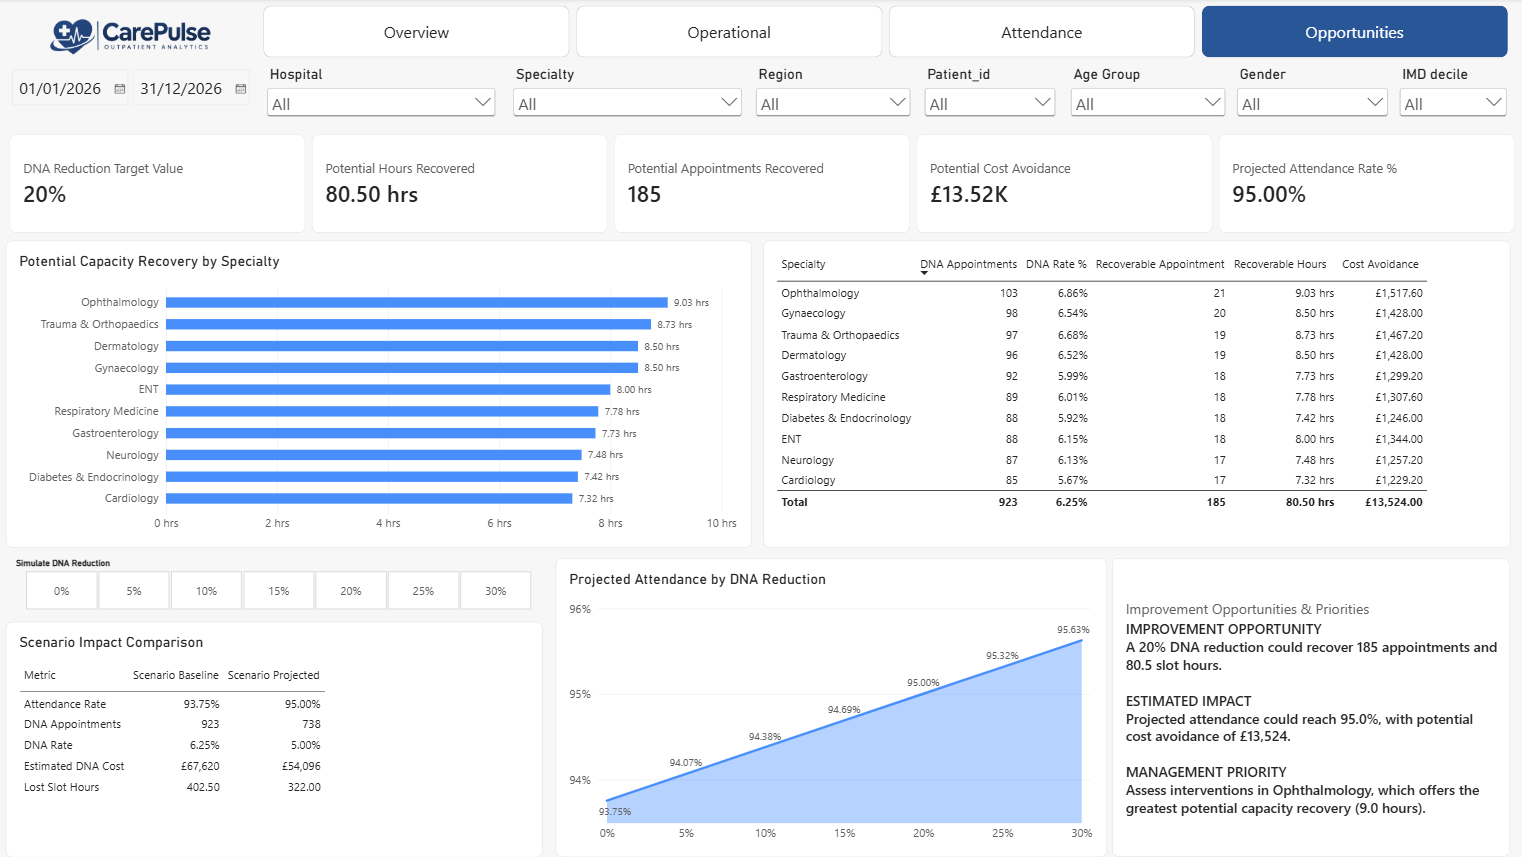 CarePulse
OUTPATIENT ANALYTICS
Overview
Operational
Attendance
Opportunities
01/01/2026
31/12/2026
Hospital
All
Specialty
All
Region
All
Patient_id
All
Age Group
All
Gender
All
IMD decile
All
DNA Reduction Target Value
20%
Potential Hours Recovered
80.50 hrs
Potential Appointments Recovered
185
Potential Cost Avoidance
£13.52K
Projected Attendance Rate %
95.00%
Potential Capacity Recovery by Specialty
Ophthalmology 9.03 hrs
Trauma & Orthopaedics 8.73 hrs
Dermatology 8.50 hrs
Gynaecology 8.50 hrs
ENT 8.00 hrs
Respiratory Medicine 7.78 hrs
Gastroenterology 7.73 hrs
Neurology 7.48 hrs
Diabetes & Endocrinology 7.42 hrs
Cardiology 7.32 hrs
0 hrs 2 hrs 4 hrs 6 hrs 8 hrs 10 hrs
Specialty DNA Appointments DNA Rate % Recoverable Appointment Recoverable Hours Cost Avoidance
Ophthalmology 103 6.86% 21 9.03 hrs £1,517.60
Gynaecology 98 6.54% 20 8.50 hrs £1,428.00
Trauma & Orthopaedics 97 6.68% 19 8.73 hrs £1,467.20
Dermatology 96 6.52% 19 8.50 hrs £1,428.00
Gastroenterology 92 5.99% 18 7.73 hrs £1,299.20
Respiratory Medicine 89 6.01% 18 7.78 hrs £1,307.60
Diabetes & Endocrinology 88 5.92% 18 7.42 hrs £1,246.00
ENT 88 6.15% 18 8.00 hrs £1,344.00
Neurology 87 6.13% 17 7.48 hrs £1,257.20
Cardiology 85 5.67% 17 7.32 hrs £1,229.20
Total 923 6.25% 185 80.50 hrs £13,524.00
Simulate DNA Reduction
0% 5% 10% 15% 20% 25% 30%
Scenario Impact Comparison
Metric Scenario Baseline Scenario Projected
Attendance Rate 93.75% 95.00%
DNA Appointments 923 738
DNA Rate 6.25% 5.00%
Estimated DNA Cost £67,620 £54,096
Lost Slot Hours 402.50 322.00
Projected Attendance by DNA Reduction
96%
95%
94%
93.75%
94.07%
94.38%
94.69%
95.00%
95.32%
95.63%
0% 5% 10% 15% 20% 25% 30%
Improvement Opportunities & Priorities
IMPROVEMENT OPPORTUNITY
A 20% DNA reduction could recover 185 appointments and
80.5 slot hours.
ESTIMATED IMPACT
Projected attendance could reach 95.0%, with potential
cost avoidance of £13,524.
MANAGEMENT PRIORITY
Assess interventions in Ophthalmology, which offers the
greatest potential capacity recovery (9.0 hours).